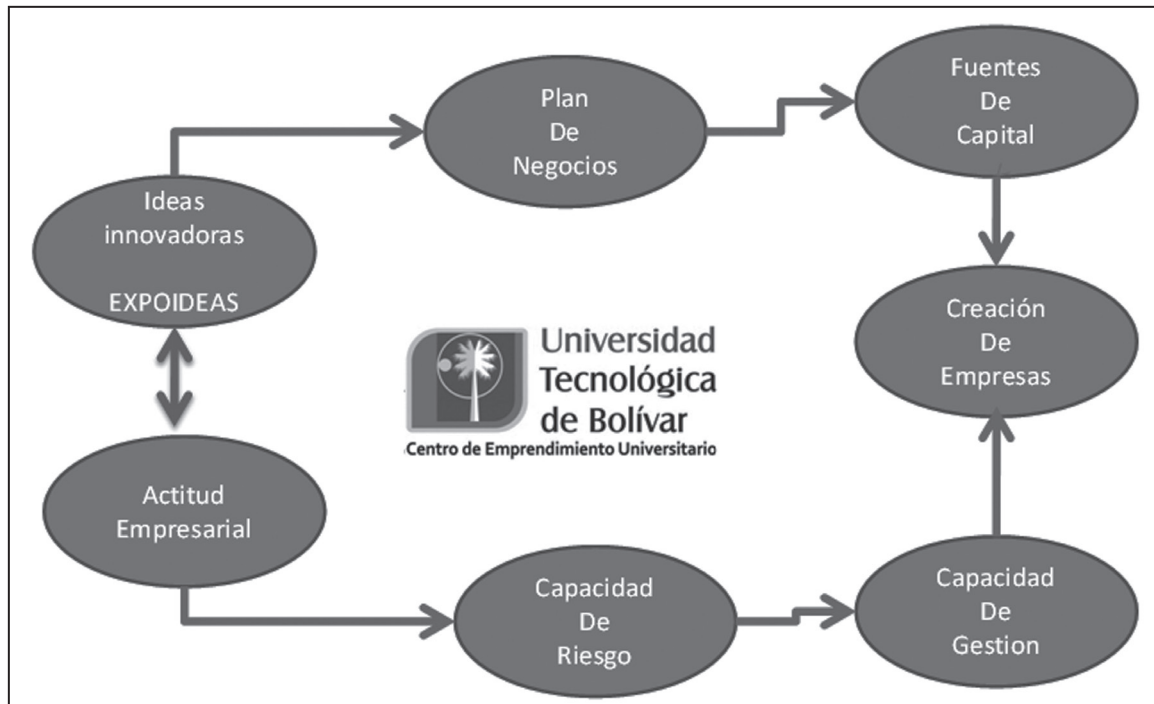 Plan
De
Negocios
Fuentes
De
Capital
Ideas
innovadoras
EXPOIDEAS
Creación
De
Empresas
Universidad
Tecnológica
de Bolívar
Centro de Emprendimiento Universitario
Actitud
Empresarial
Capacidad
De
Riesgo
Capacidad
De
Gestion